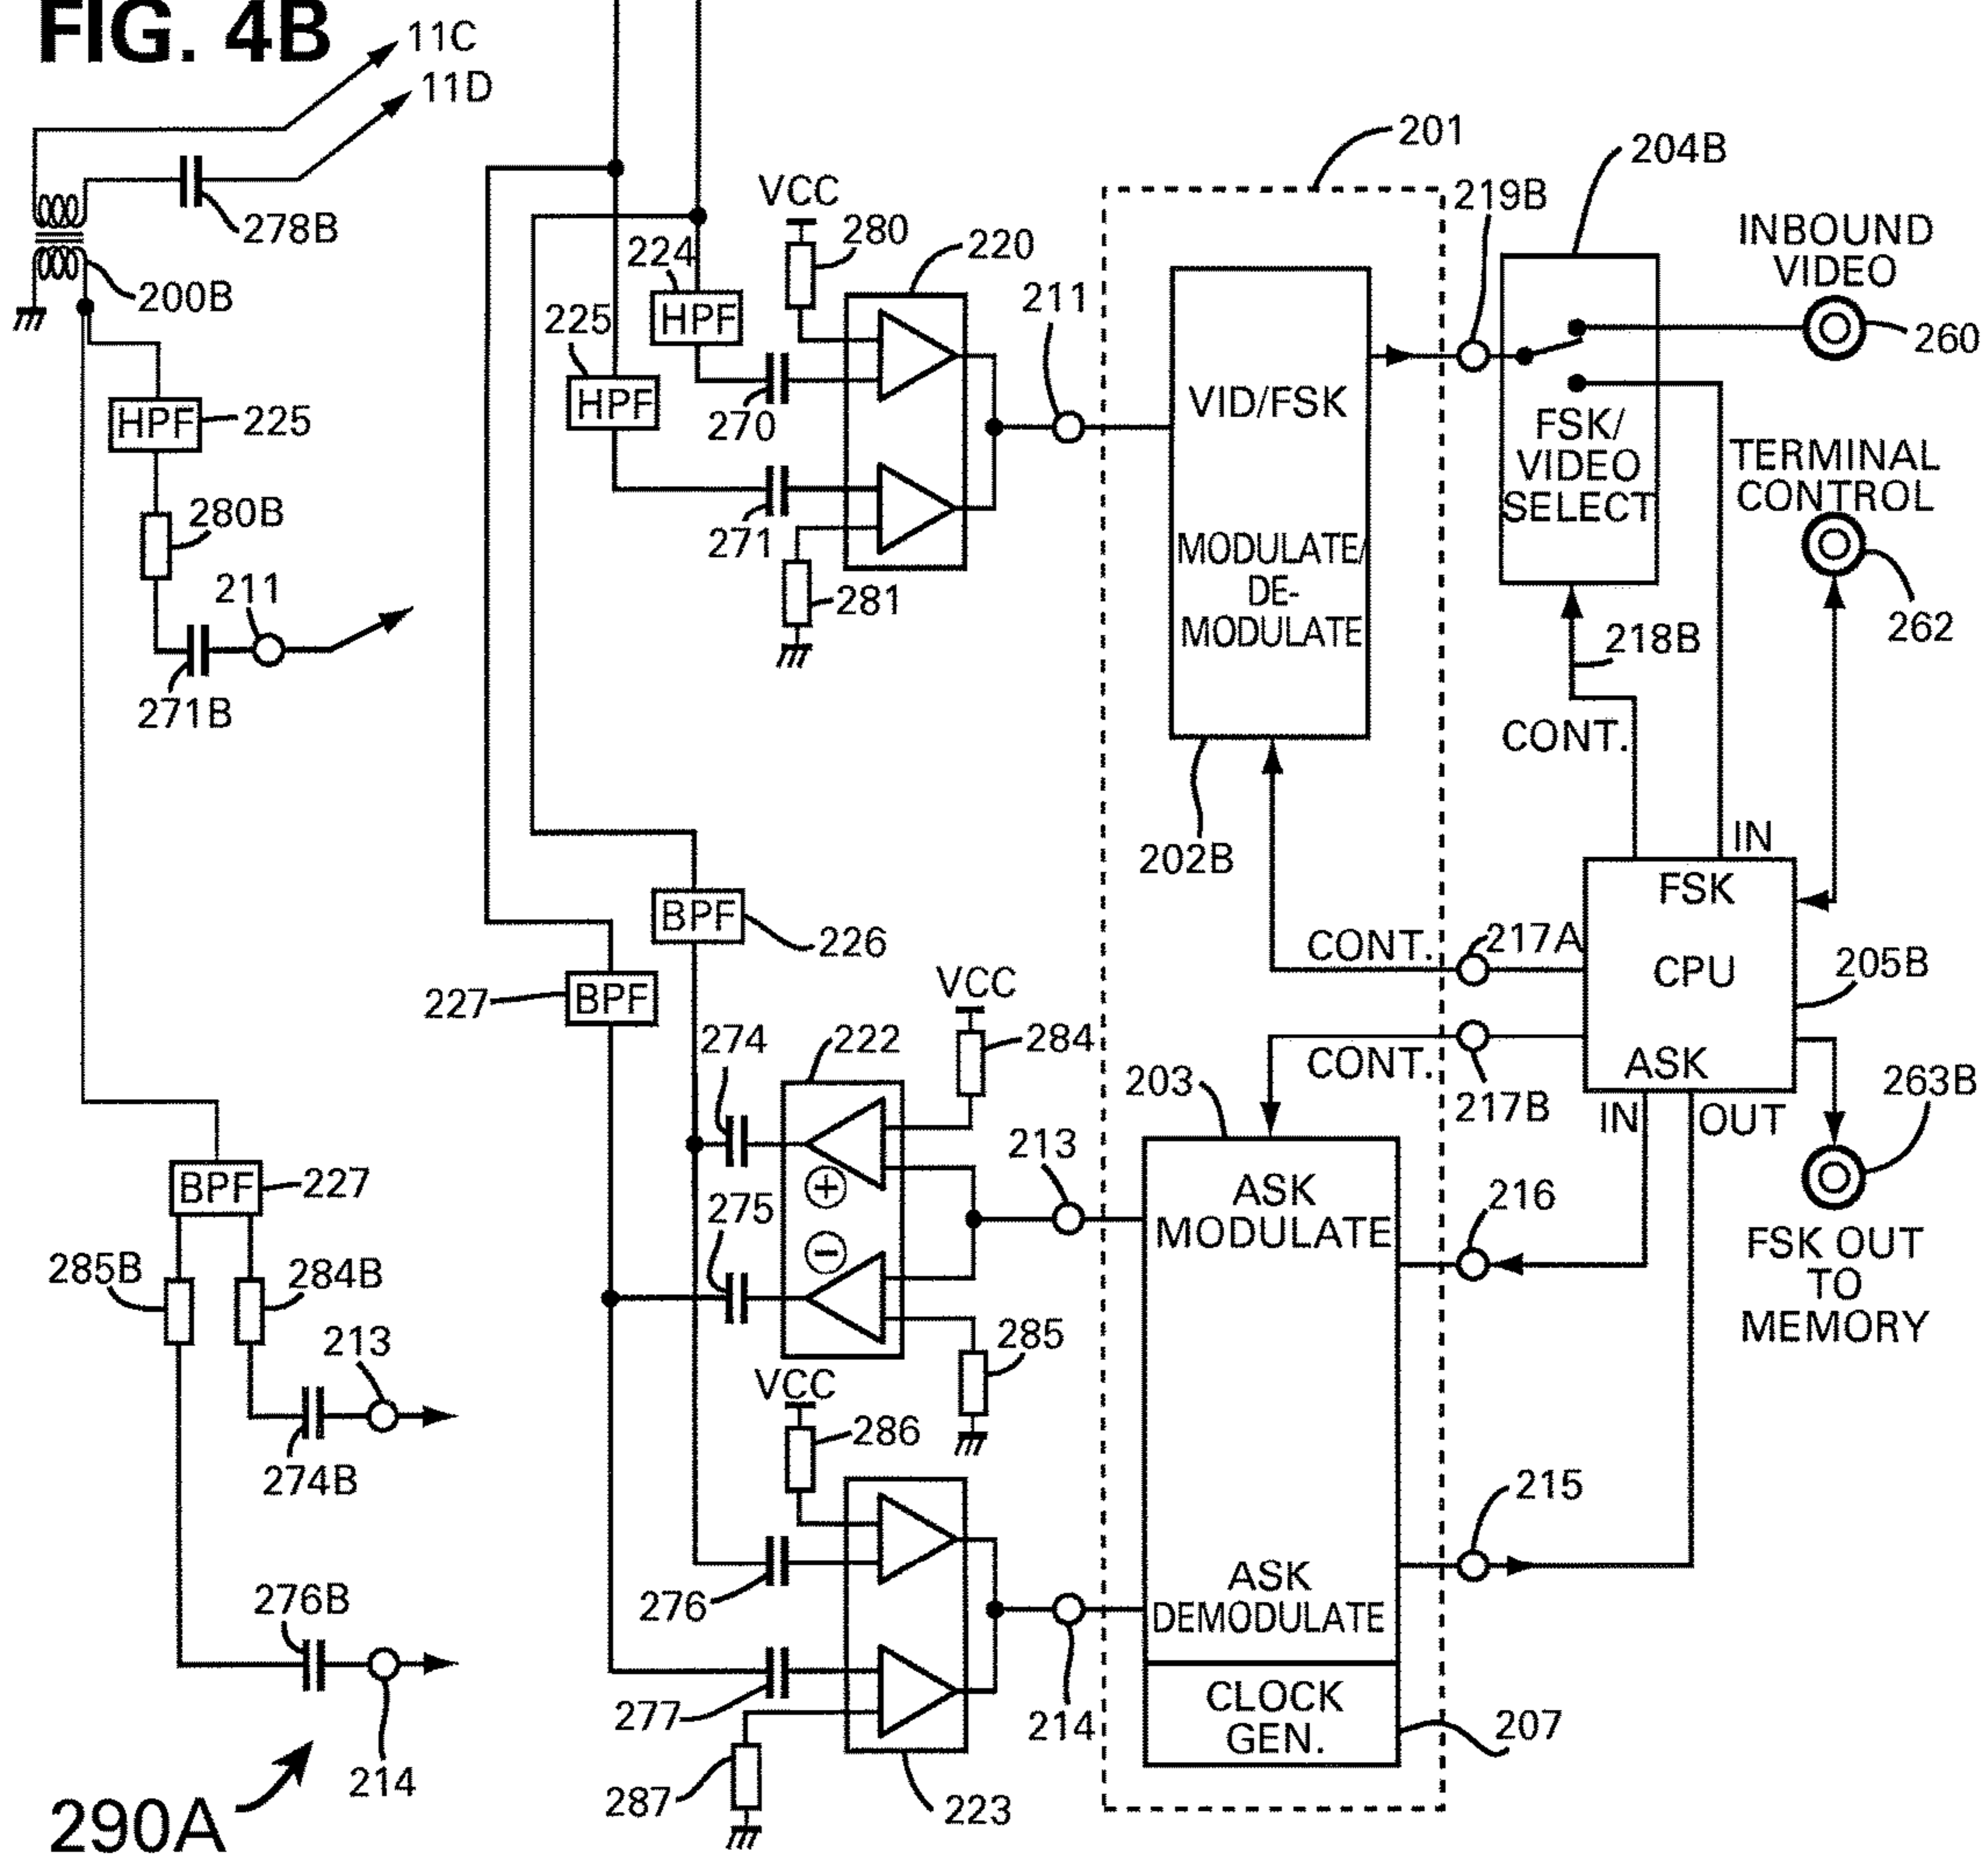 FIG. 4B
11C
11D
278B
200B
HPF
225
280B
211
271B
BPF
227
285B
284B
213
274B
276B
214
290A
VCC
280
220
224
HPF
225
HPF
270
271
281
211
201
VID/FSK
MODULATE/
DE-
MODULATE
202B
219B
204B
FSK/
VIDEO
SELECT
INBOUND
VIDEO
260
TERMINAL
CONTROL
262
218B
CONT.
IN
FSK
CPU
ASK
205B
CONT.
217A
CONT.
217B
IN
OUT
263B
FSK OUT
TO
MEMORY
BPF
226
227
BPF
VCC
274
222
284
+
275
−
285
213
203
ASK
MODULATE
216
VCC
286
276
277
287
223
214
ASK
DEMODULATE
215
CLOCK
GEN.
207